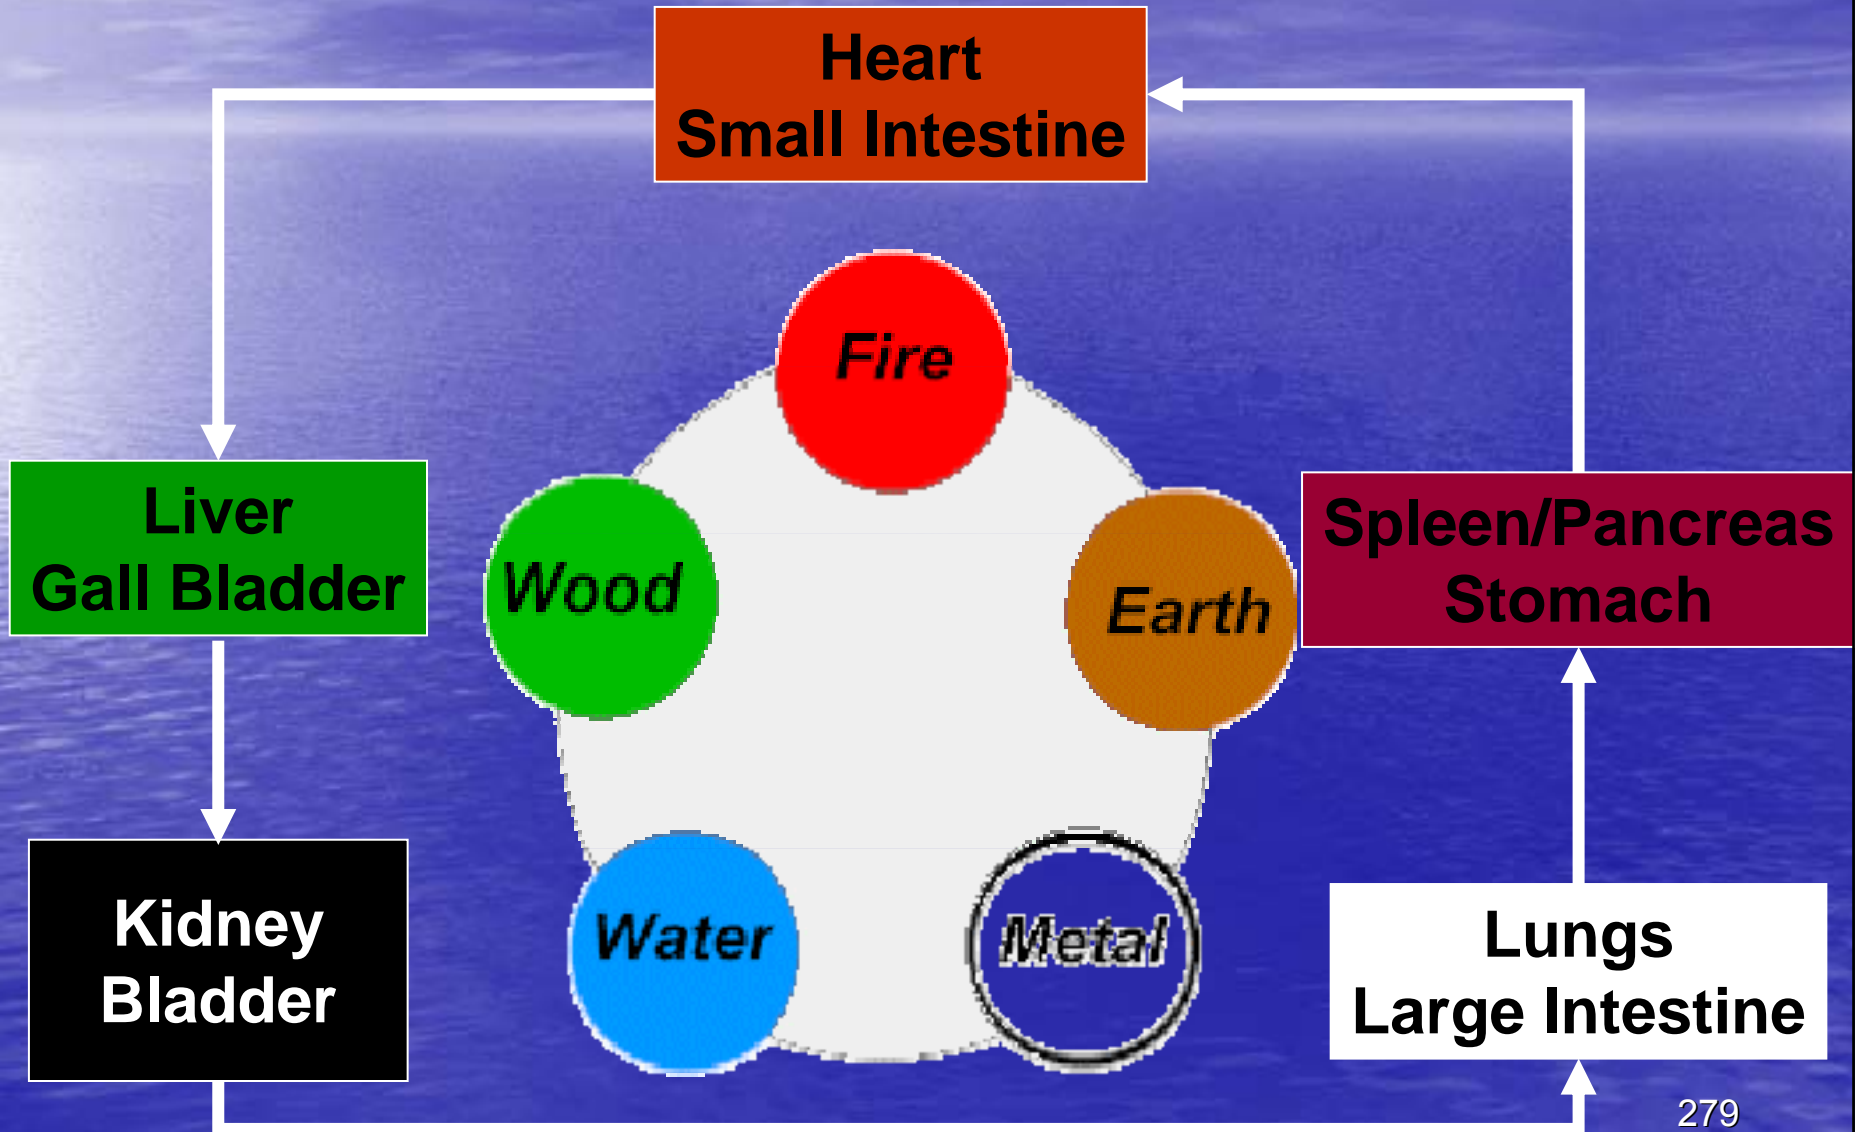 Heart
Small Intestine
Fire
Liver
Gall Bladder
Wood
Earth
Spleen/Pancreas
Stomach
Kidney
Bladder
Water
Metal
Lungs
Large Intestine
279